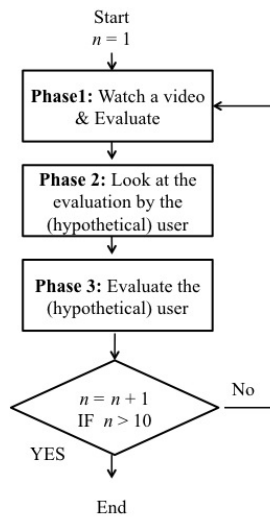 Start
n = 1
Phase1: Watch a video
& Evaluate
Phase 2: Look at the
evaluation by the
(hypothetical) user
Phase 3: Evaluate the
(hypothetical) user
n = n + 1
IF n > 10
No
YES
End